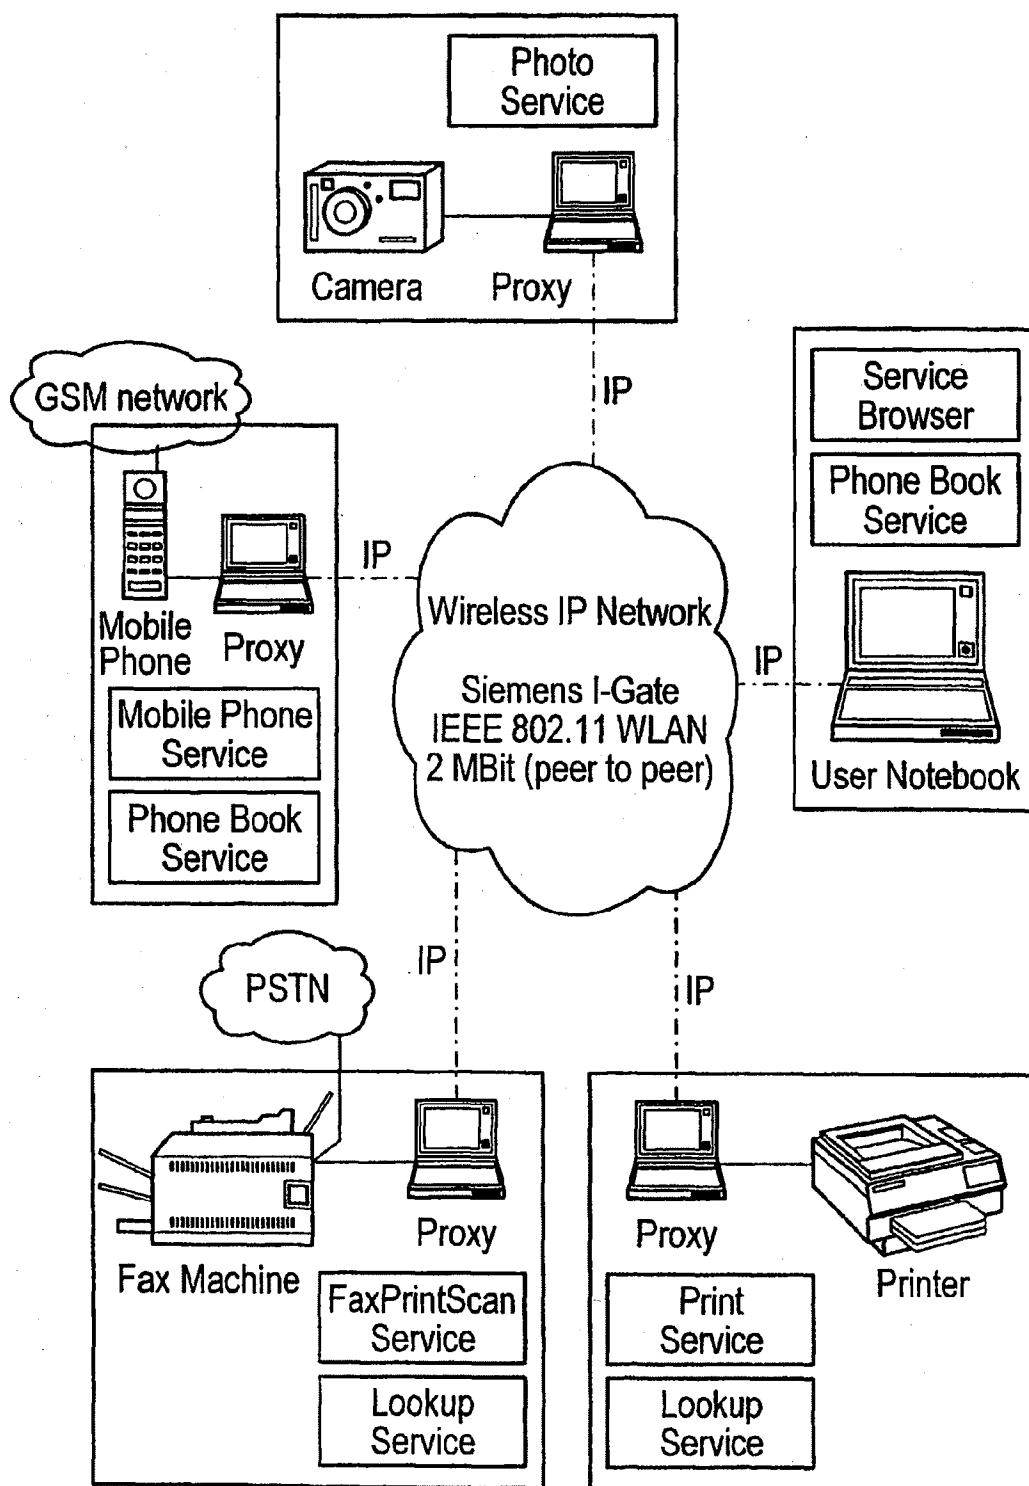 Photo
Service
Camera
Proxy
IP
GSM network
Service
Browser
Phone Book
Service
IP
Mobile
Phone
Proxy
Mobile Phone
Service
Phone Book
Service
Wireless IP Network
Siemens I-Gate
IEEE 802.11 WLAN
2 MBit (peer to peer)
IP
User Notebook
IP
PSTN
IP
Fax Machine
Proxy
FaxPrintScan
Service
Lookup
Service
Proxy
Printer
Print
Service
Lookup
Service